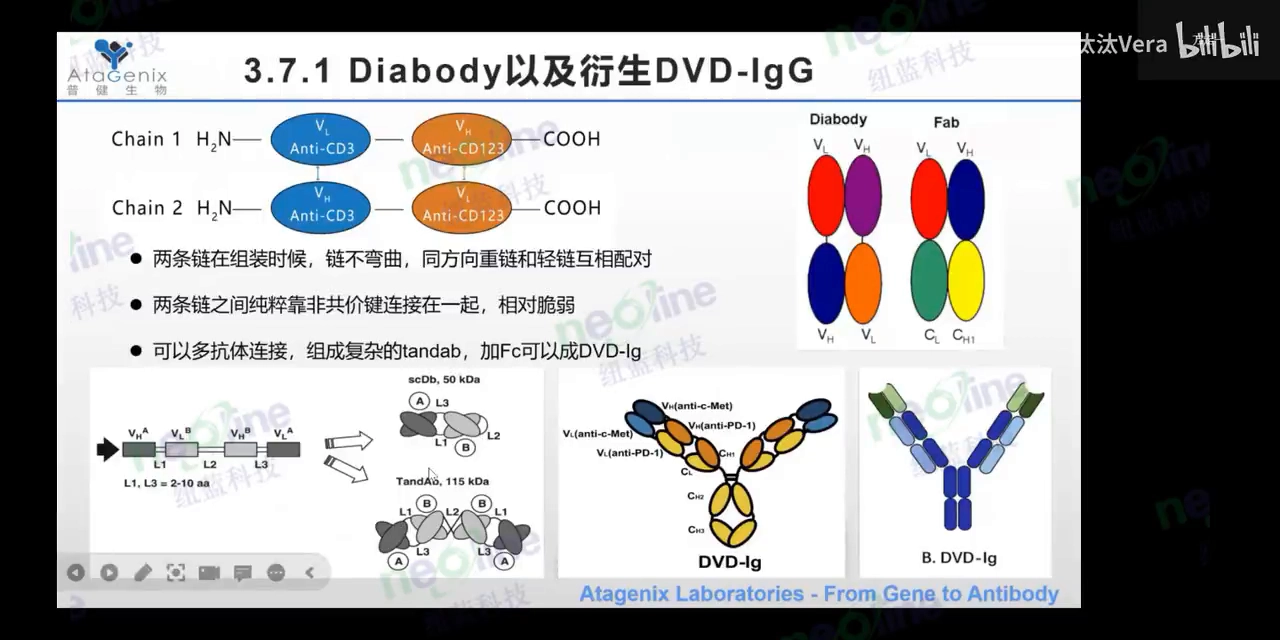 汰Vera bilibili
AtaGenix
普健生物
3.7.1 Diabody以及衍生DVD-IgG
Chain 1 H2N COOH
VL Anti-CD3
VH Anti-CD123
Chain 2 H2N COOH
VH Anti-CD3
VL Anti-CD123
● 两条链在组装时候，链不弯曲，同方向重链和轻链互相配对
● 两条链之间纯粹靠非共价键连接在一起，相对脆弱
● 可以多抗体连接，组成复杂的tandab，加Fc可以成DVD-Ig
Diabody
VL VH
VH VL
Fab
VL VH
CL CH1
VHA VLB VHB VLA
L1 L2 L3
L1, L3 = 2-10 aa
scDb, 50 kDa
A L3
L1 B L2
TandAb, 115 kDa
B B
L1 L2 L1
L3 L3
A A
VH(anti-c-Met)
VH(anti-PD-1)
VL(anti-c-Met)
VL(anti-PD-1)
CH1
CL
CH2
CH3
DVD-Ig
B. DVD-Ig
Atagenix Laboratories - From Gene to Antibody
neoline
纽蓝科技